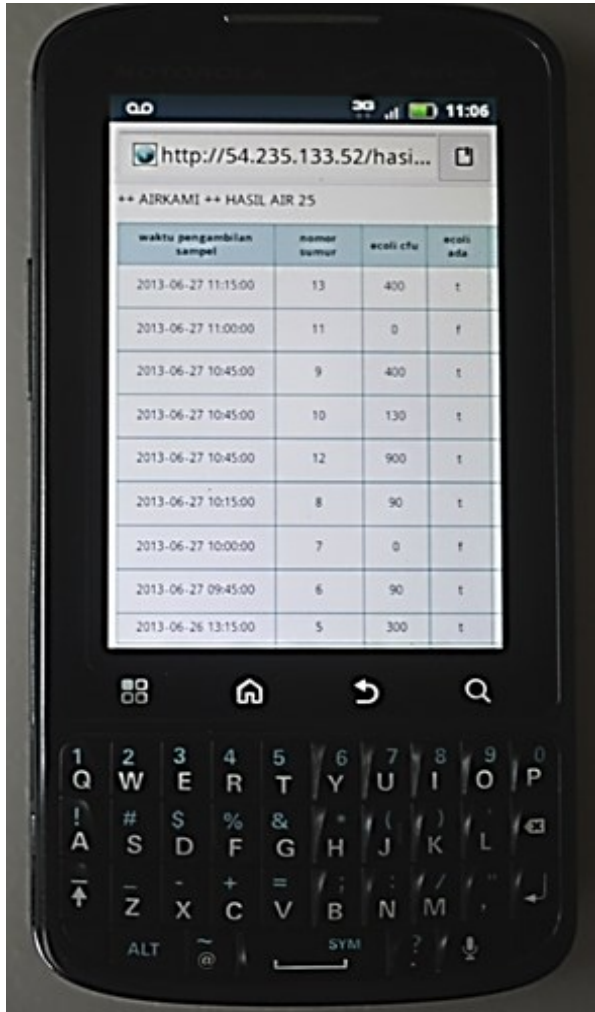 3G 11:06
http://54.235.133.52/hasi...
++ AIRKAMI ++ HASIL AIR 25
waktu pengambilan sampel nomor sumur ecoli cfu ecoli ada
2013-06-27 11:15:00 13 400 t
2013-06-27 11:00:00 11 0 f
2013-06-27 10:45:00 9 400 t
2013-06-27 10:45:00 10 130 t
2013-06-27 10:45:00 12 900 t
2013-06-27 10:15:00 8 90 t
2013-06-27 10:00:00 7 0 f
2013-06-27 09:45:00 6 90 t
2013-06-26 13:15:00 5 300 t
1 2 3 4 5 6 7 8 9 0
Q W E R T Y U I O P
! # $ % & * ( )
A S D F G H J K L
_ - + = ; : / "
Z X C V B N M ,
ALT ~ @ SYM ? .